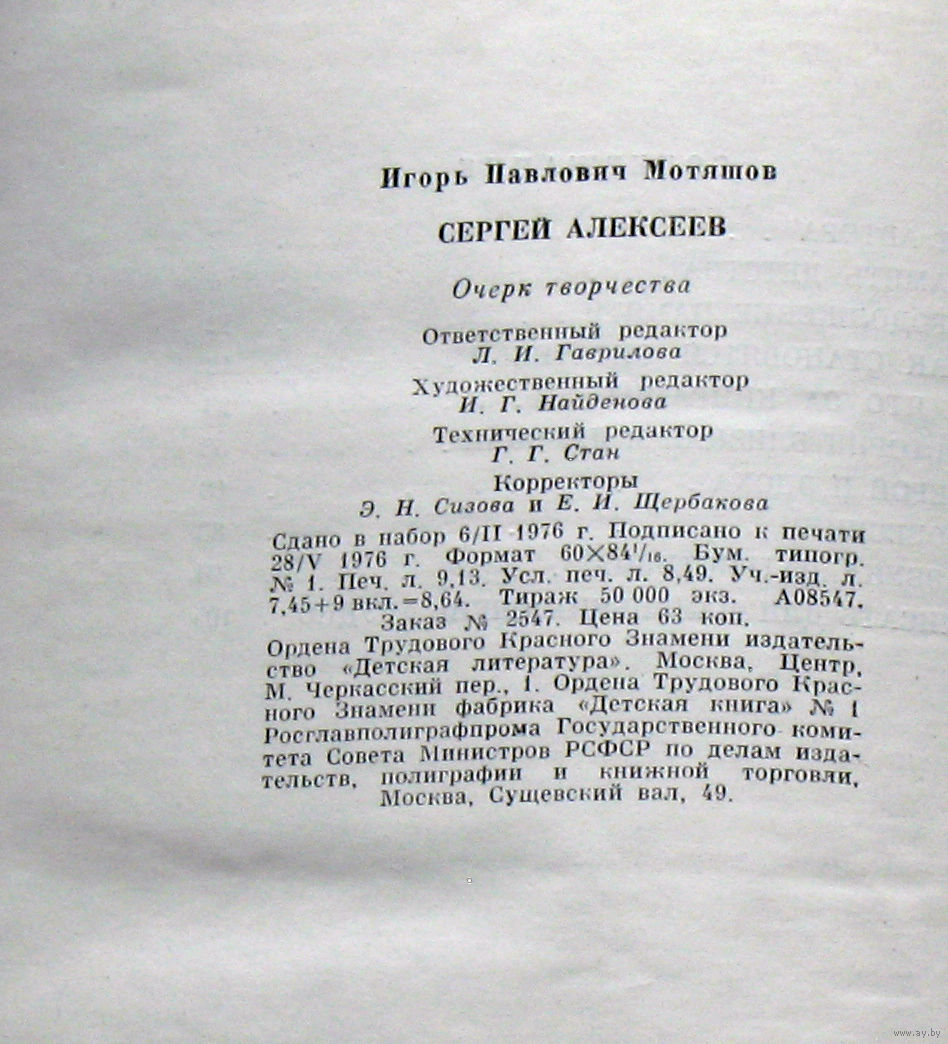 Игорь Павлович Мотяшов
СЕРГЕЙ АЛЕКСЕЕВ
Очерк творчества
Ответственный редактор
Л. И. Гаврилова
Художественный редактор
И. Г. Найденова
Технический редактор
Г. Г. Стан
Корректоры
Э. Н. Сизова и Е. И. Щербакова
Сдано в набор 6/II 1976 г. Подписано к печати
28/V 1976 г. Формат 60×84¹/₁₆. Бум. типогр.
№ 1. Печ. л. 9,13. Усл. печ. л. 8,49. Уч.-изд. л.
7,45+9 вкл.=8,64. Тираж 50 000 экз. А08547.
Заказ № 2547. Цена 63 коп.
Ордена Трудового Красного Знамени издатель-
ство «Детская литература». Москва, Центр,
М. Черкасский пер., 1. Ордена Трудового Крас-
ного Знамени фабрика «Детская книга» № 1
Росглавполиграфпрома Государственного коми-
тета Совета Министров РСФСР по делам изда-
тельств, полиграфии и книжной торговли.
Москва, Сущевский вал, 49.
www.ay.by